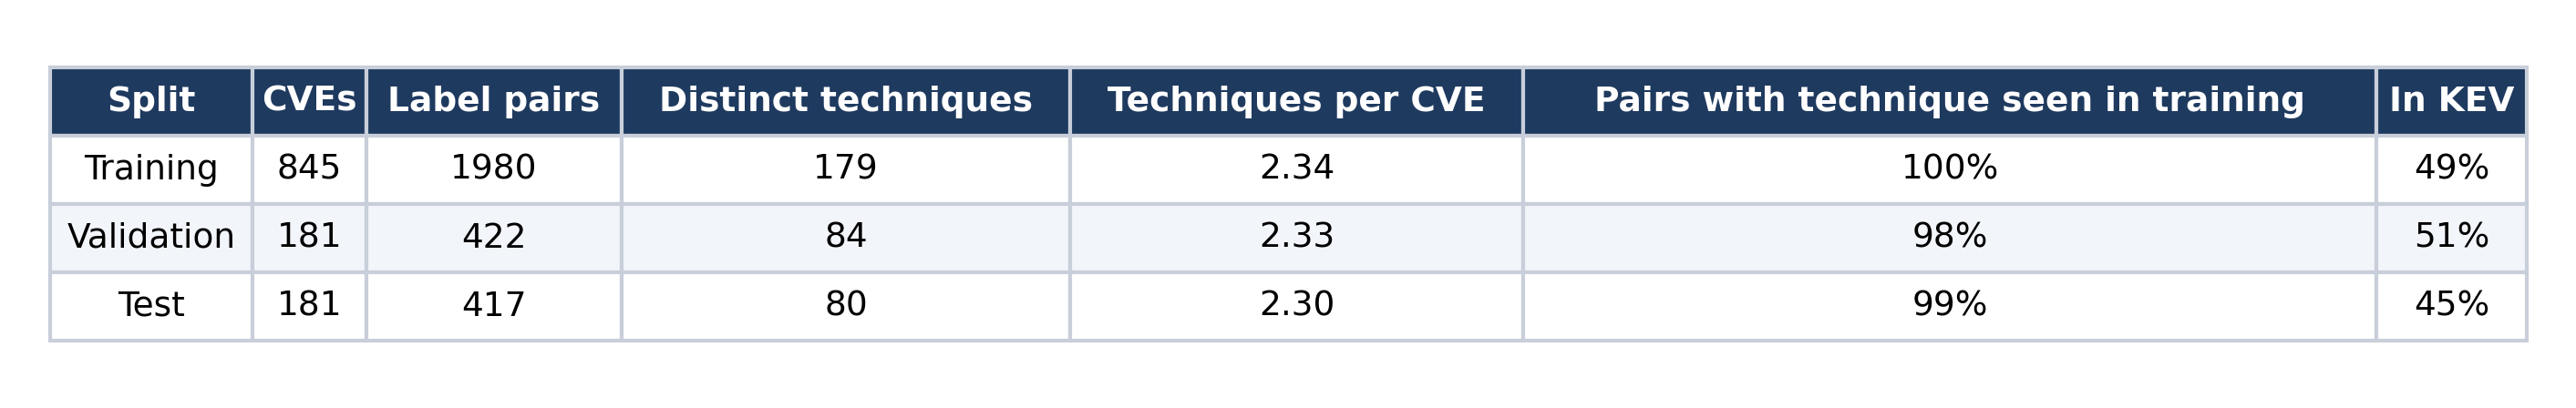 Split CVEs Label pairs Distinct techniques Techniques per CVE Pairs with technique seen in training In KEV
Training 845 1980 179 2.34 100% 49%
Validation 181 422 84 2.33 98% 51%
Test 181 417 80 2.30 99% 45%